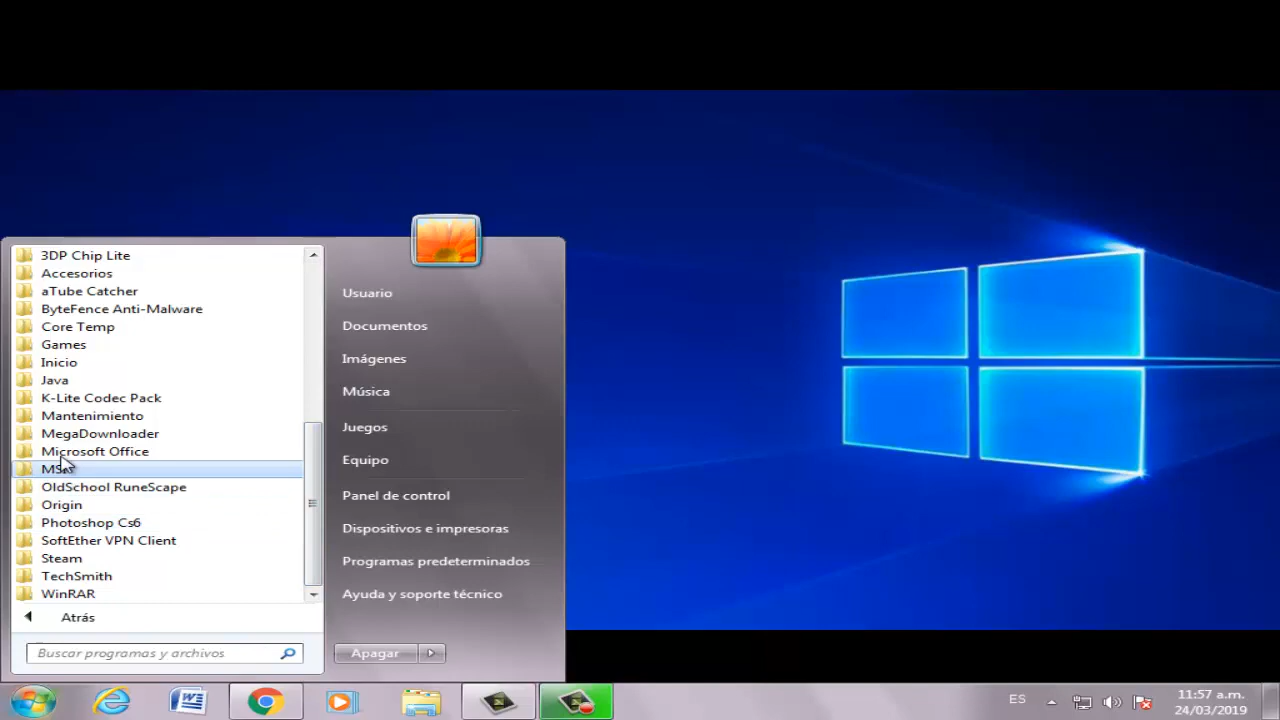 3DP Chip Lite
Accesorios
aTube Catcher
ByteFence Anti-Malware
Core Temp
Games
Inicio
Java
K-Lite Codec Pack
Mantenimiento
MegaDownloader
Microsoft Office
OldSchool RuneScape
Origin
Photoshop Cs6
SoftEther VPN Client
Steam
TechSmith
WinRAR
Atrás
Buscar programas y archivos
Usuario
Documentos
Imágenes
Música
Juegos
Equipo
Panel de control
Dispositivos e impresoras
Programas predeterminados
Ayuda y soporte técnico
Apagar
ES
11:57 a.m.
24/03/2019